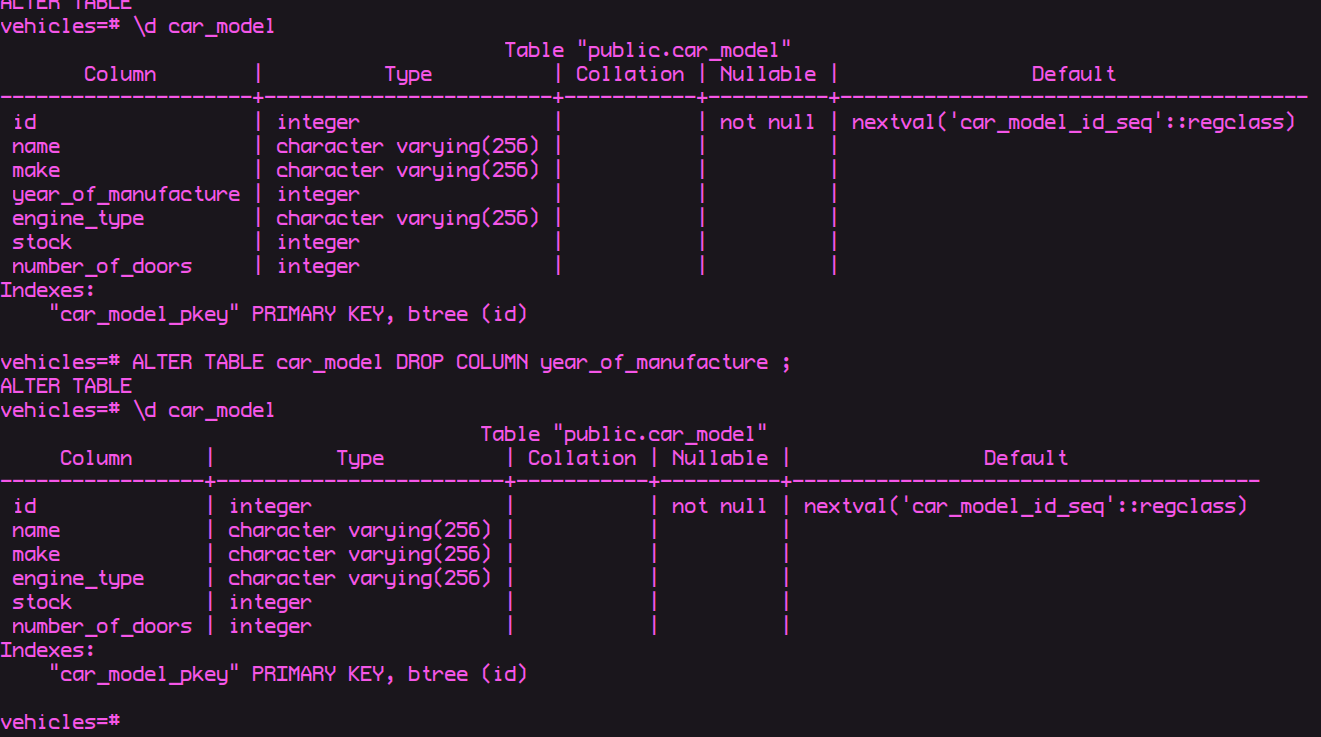 ALTER TABLE
vehicles=# \d car_model
Table "public.car_model"
Column | Type | Collation | Nullable | Default
---------------------+------------------------+-----------+----------+---------------------------------------
id | integer | | not null | nextval('car_model_id_seq'::regclass)
name | character varying(256) | | |
make | character varying(256) | | |
year_of_manufacture | integer | | |
engine_type | character varying(256) | | |
stock | integer | | |
number_of_doors | integer | | |
Indexes:
"car_model_pkey" PRIMARY KEY, btree (id)
vehicles=# ALTER TABLE car_model DROP COLUMN year_of_manufacture ;
ALTER TABLE
vehicles=# \d car_model
Table "public.car_model"
Column | Type | Collation | Nullable | Default
-----------------+------------------------+-----------+----------+---------------------------------------
id | integer | | not null | nextval('car_model_id_seq'::regclass)
name | character varying(256) | | |
make | character varying(256) | | |
engine_type | character varying(256) | | |
stock | integer | | |
number_of_doors | integer | | |
Indexes:
"car_model_pkey" PRIMARY KEY, btree (id)
vehicles=#